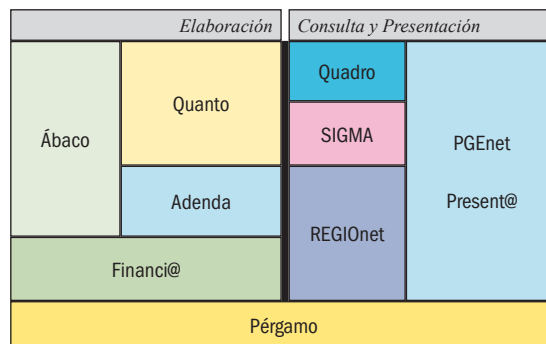 Elaboración
Consulta y Presentación
Ábaco
Quanto
Adenda
Financi@
Quadro
SIGMA
REGIOnet
PGEnet
Present@
Pérgamo